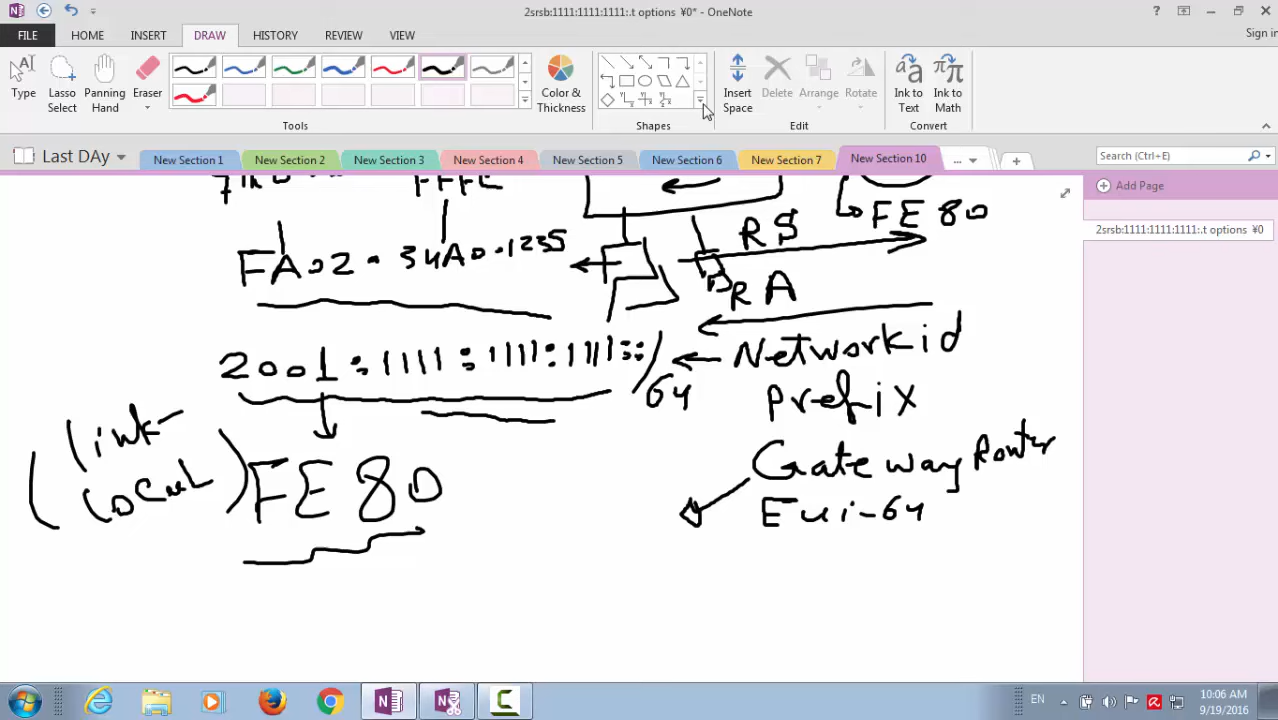 2srsb:1111:1111:1111:.t options ¥0* - OneNote
?
Sign in
FILE HOME INSERT DRAW HISTORY REVIEW VIEW
Type
Lasso Select
Panning Hand
Eraser
Color & Thickness
Insert Space
Delete
Arrange
Rotate
Ink to Text
Ink to Math
Tools
Shapes
Edit
Convert
Last DAy
New Section 1
New Section 2
New Section 3
New Section 4
New Section 5
New Section 6
New Section 7
New Section 10
...
Search (Ctrl+E)
Add Page
2srsb:1111:1111:1111:.t options ¥0
FFFE
FE80
RS
FA02.34A0.1235
RA
2001:1111:1111:1111::/64
Network id
Prefix
(link
local)
FE80
Gateway Router
Eui-64
EN
10:06 AM
9/19/2016